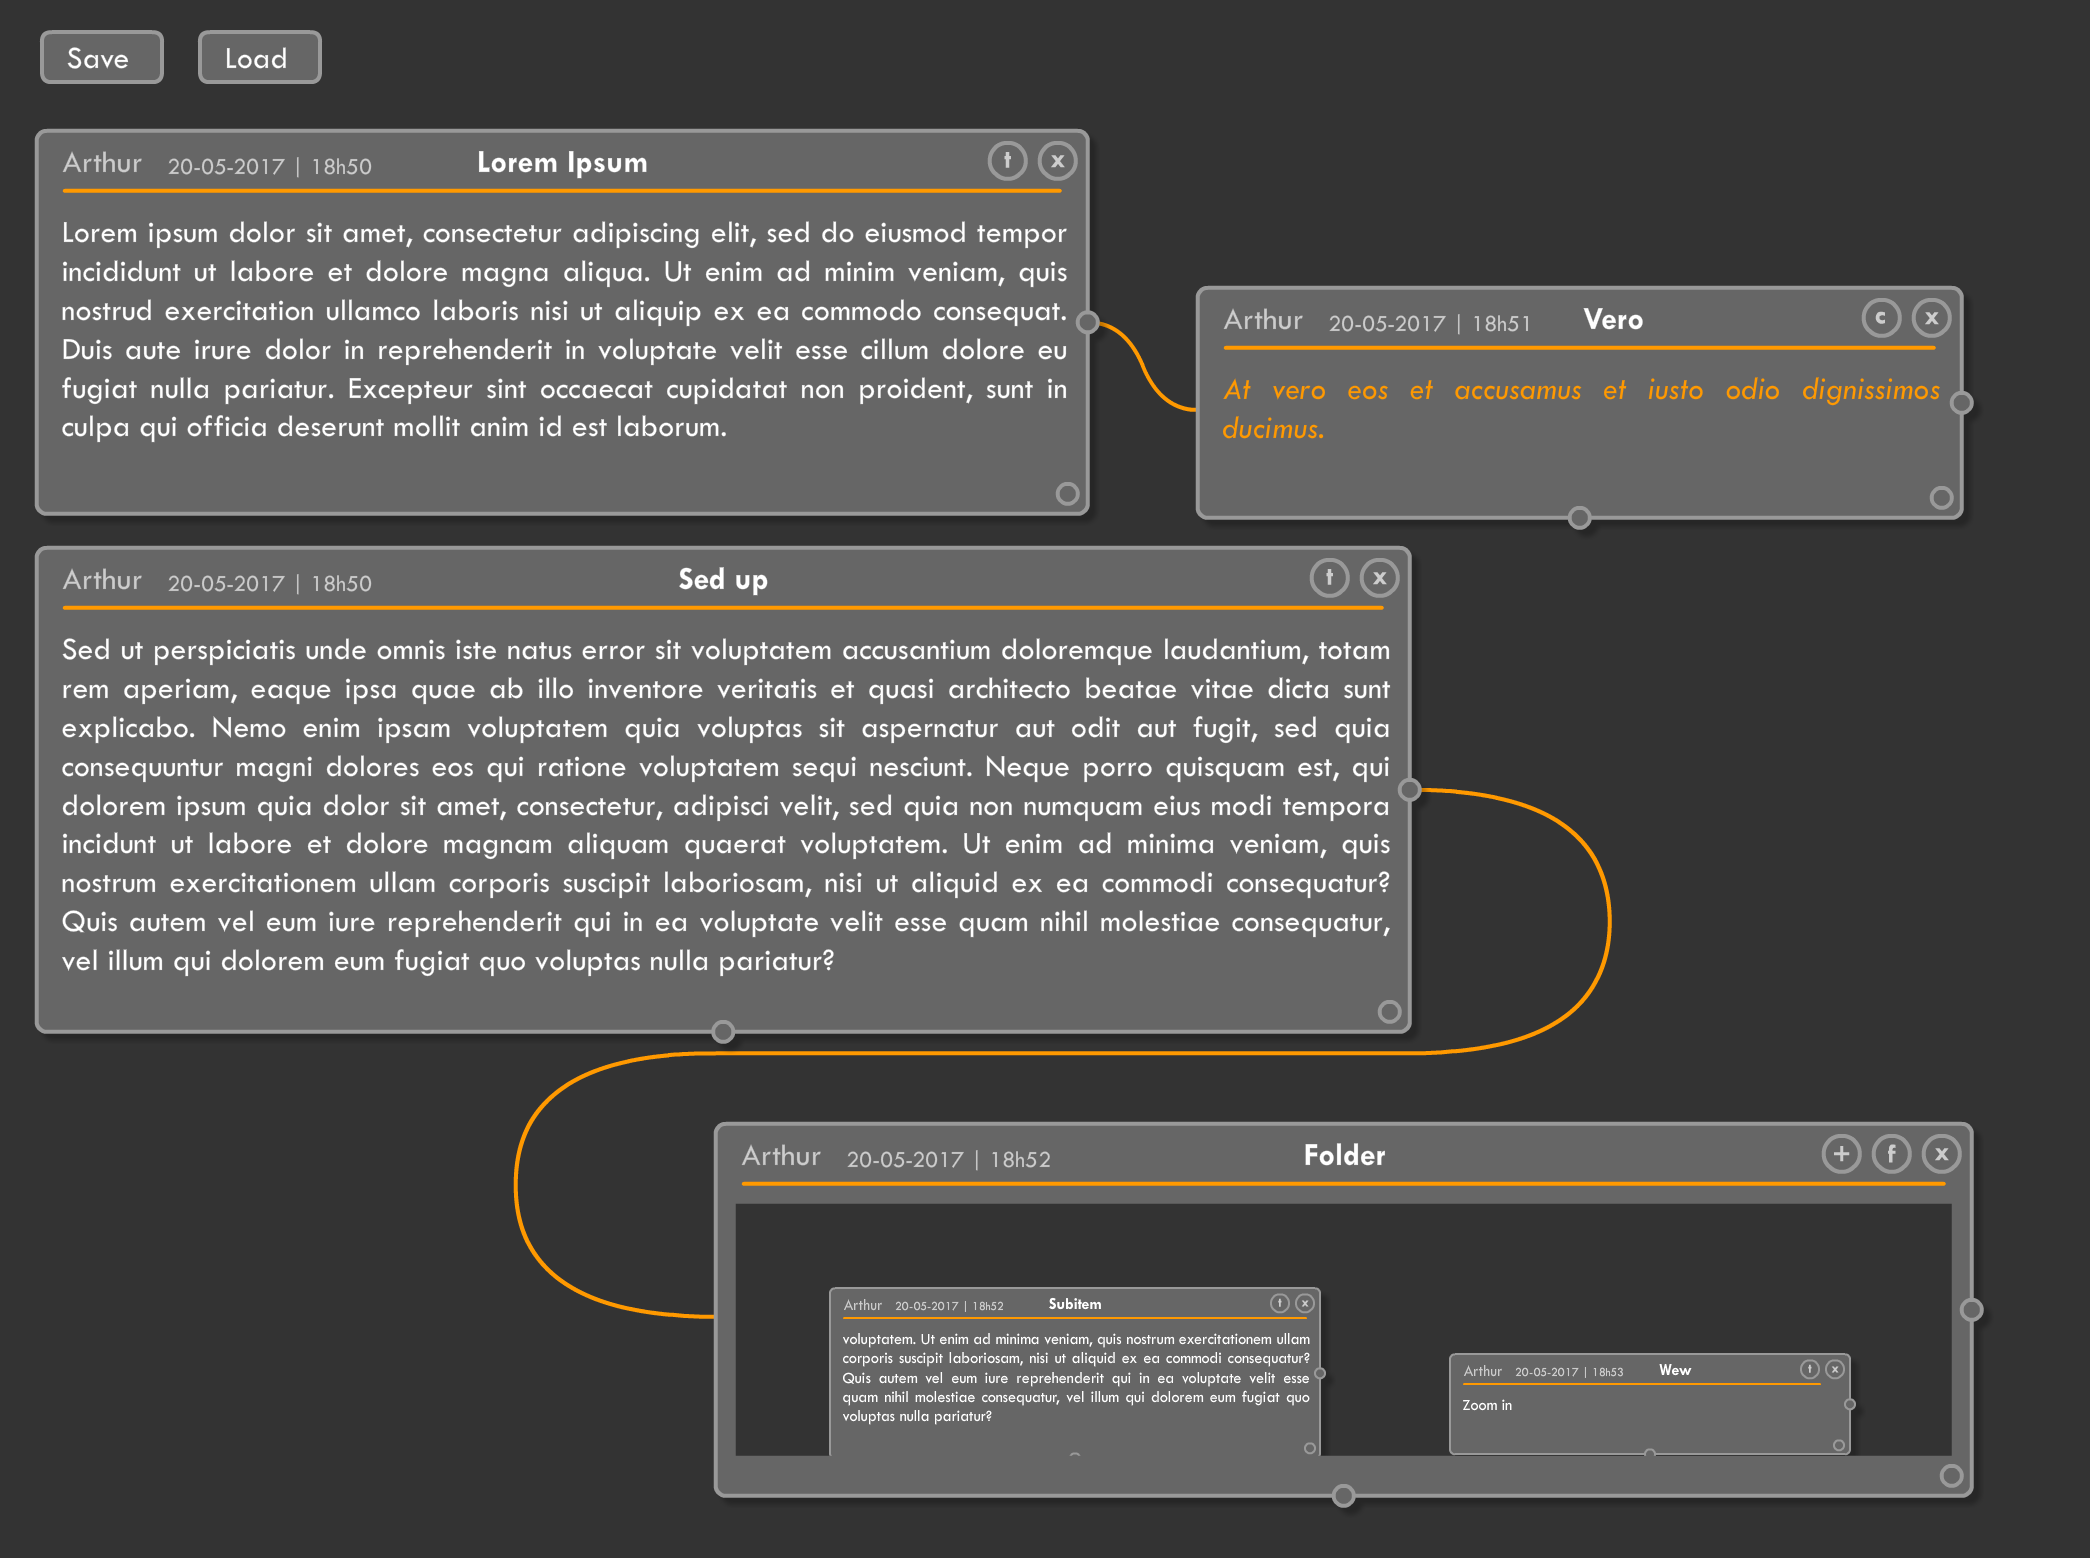 Save
Load
Arthur 20-05-2017 | 18h50 Lorem Ipsum t x
Lorem ipsum dolor sit amet, consectetur adipiscing elit, sed do eiusmod tempor
incididunt ut labore et dolore magna aliqua. Ut enim ad minim veniam, quis
nostrud exercitation ullamco laboris nisi ut aliquip ex ea commodo consequat.
Duis aute irure dolor in reprehenderit in voluptate velit esse cillum dolore eu
fugiat nulla pariatur. Excepteur sint occaecat cupidatat non proident, sunt in
culpa qui officia deserunt mollit anim id est laborum.
Arthur 20-05-2017 | 18h51 Vero c x
At vero eos et accusamus et iusto odio dignissimos
ducimus.
Arthur 20-05-2017 | 18h50 Sed up t x
Sed ut perspiciatis unde omnis iste natus error sit voluptatem accusantium doloremque laudantium, totam
rem aperiam, eaque ipsa quae ab illo inventore veritatis et quasi architecto beatae vitae dicta sunt
explicabo. Nemo enim ipsam voluptatem quia voluptas sit aspernatur aut odit aut fugit, sed quia
consequuntur magni dolores eos qui ratione voluptatem sequi nesciunt. Neque porro quisquam est, qui
dolorem ipsum quia dolor sit amet, consectetur, adipisci velit, sed quia non numquam eius modi tempora
incidunt ut labore et dolore magnam aliquam quaerat voluptatem. Ut enim ad minima veniam, quis
nostrum exercitationem ullam corporis suscipit laboriosam, nisi ut aliquid ex ea commodi consequatur?
Quis autem vel eum iure reprehenderit qui in ea voluptate velit esse quam nihil molestiae consequatur,
vel illum qui dolorem eum fugiat quo voluptas nulla pariatur?
Arthur 20-05-2017 | 18h52 Folder + f x
Arthur 20-05-2017 | 18h52 Subitem t x
voluptatem. Ut enim ad minima veniam, quis nostrum exercitationem ullam
corporis suscipit laboriosam, nisi ut aliquid ex ea commodi consequatur?
Quis autem vel eum iure reprehenderit qui in ea voluptate velit esse
quam nihil molestiae consequatur, vel illum qui dolorem eum fugiat quo
voluptas nulla pariatur?
Arthur 20-05-2017 | 18h53 Wew t x
Zoom in